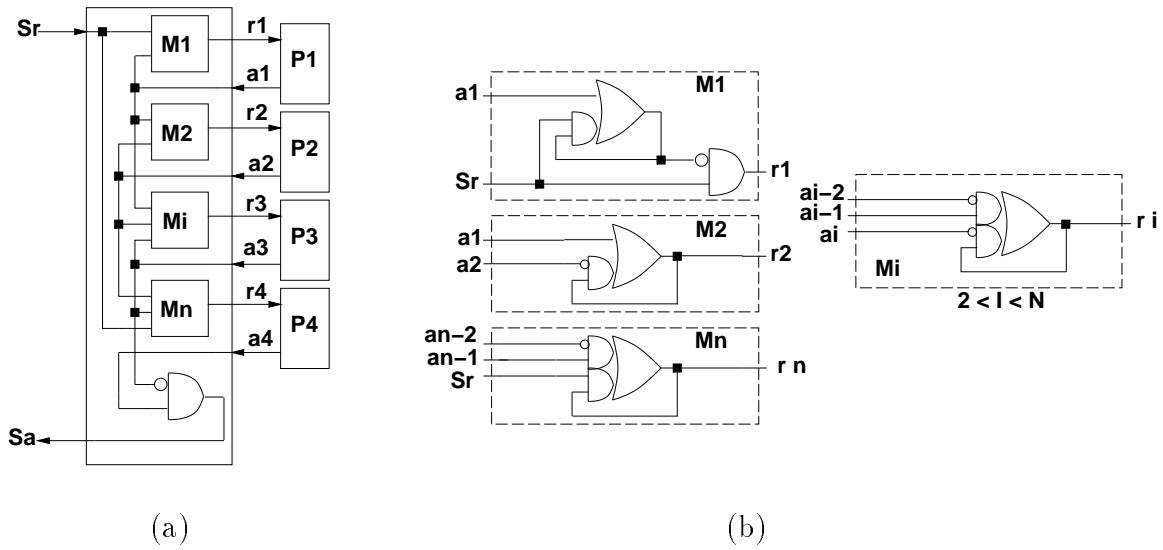 Sr
M1
r1
P1
a1
M2
r2
P2
a2
Mi
r3
P3
a3
Mn
r4
P4
a4
Sa
(a)
M1
a1
Sr
r1
M2
a1
a2
r2
Mn
an-2
an-1
Sr
r n
ai-2
ai-1
ai
Mi
r i
2 < I < N
(b)